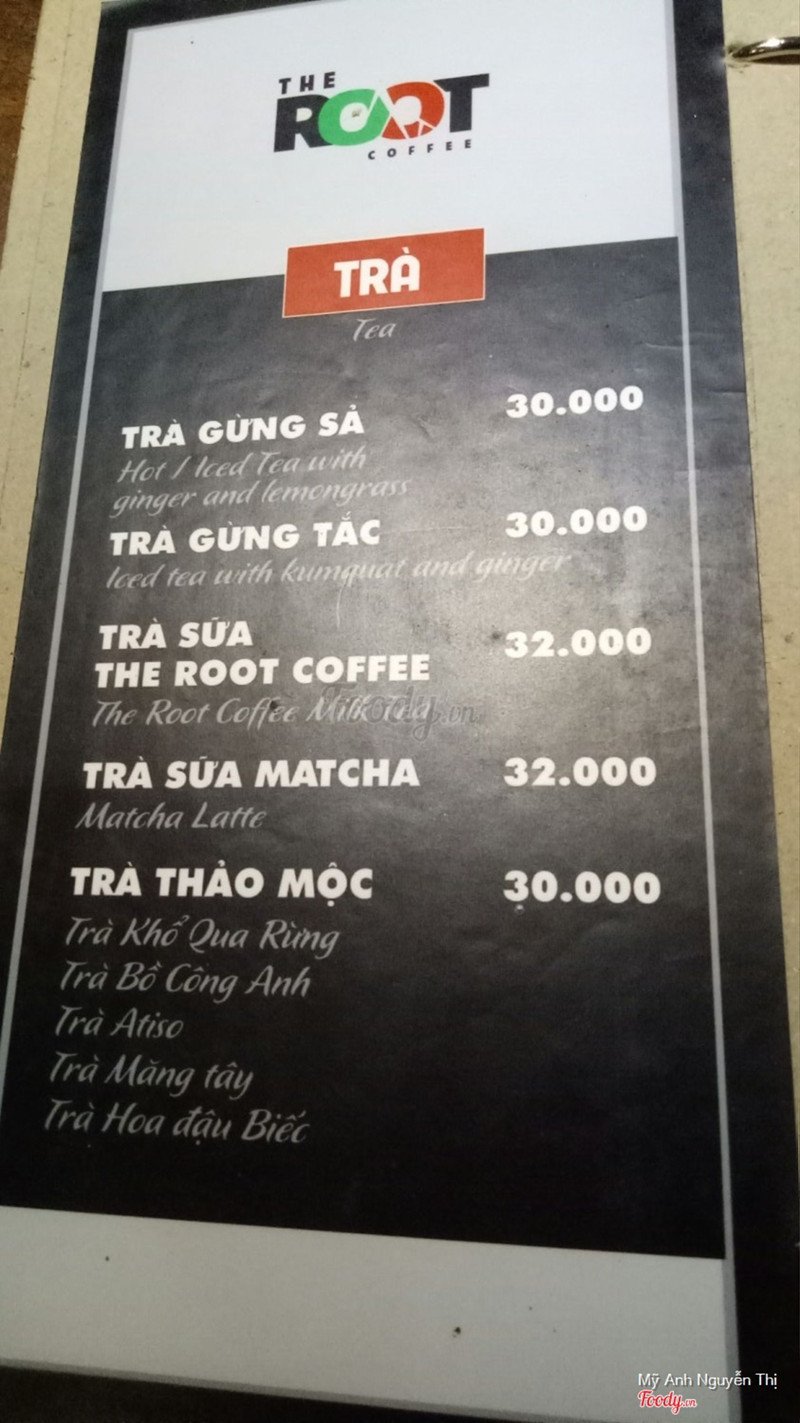 THE
ROOT
COFFEE
TRÀ
Tea
TRÀ GỪNG SẢ 30.000
Hot / Iced Tea with
ginger and lemongrass
TRÀ GỪNG TẮC 30.000
Iced tea with kumquat and ginger
TRÀ SỮA
THE ROOT COFFEE 32.000
The Root Coffee Milk Tea
Foody.vn
TRÀ SỮA MATCHA 32.000
Matcha Latte
TRÀ THẢO MỘC 30.000
Trà Khổ Qua Rừng
Trà Bồ Công Anh
Trà Atiso
Trà Măng tây
Trà Hoa đậu Biếc
Mỹ Anh Nguyễn Thị
Foody.vn